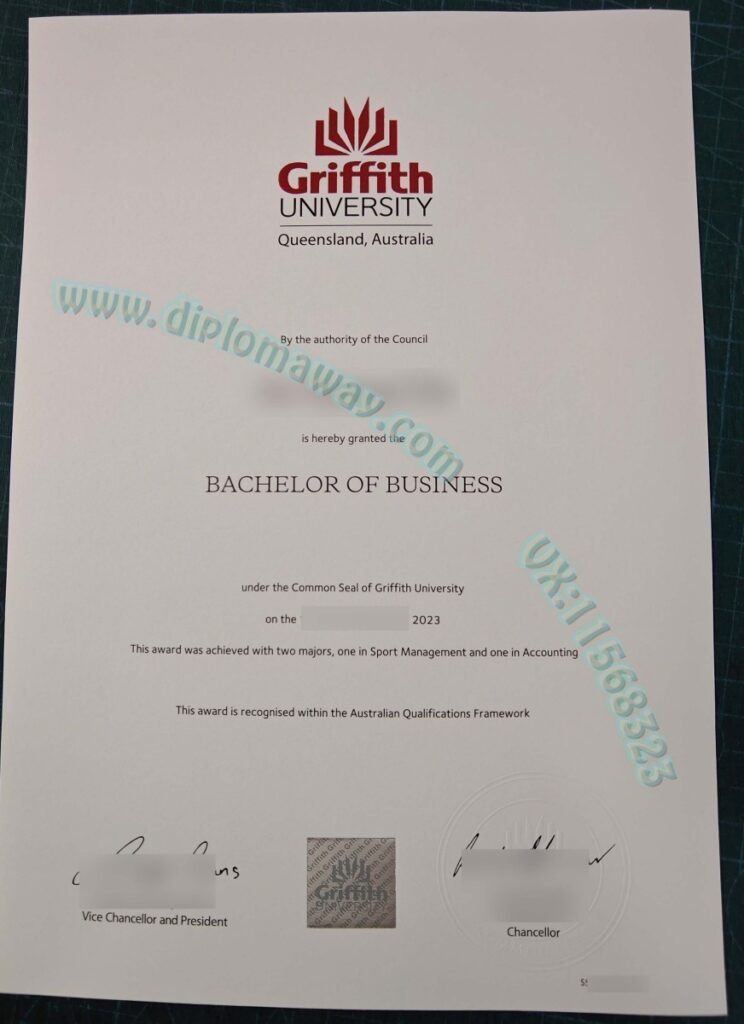 Griffith
UNIVERSITY
Queensland, Australia
www.diplomaway.com
By the authority of the Council
is hereby granted the
BACHELOR OF BUSINESS
VX:11568323
under the Common Seal of Griffith University
on the 2023
This award was achieved with two majors, one in Sport Management and one in Accounting
This award is recognised within the Australian Qualifications Framework
Griffith
UNIVERSITY
Vice Chancellor and President
Chancellor